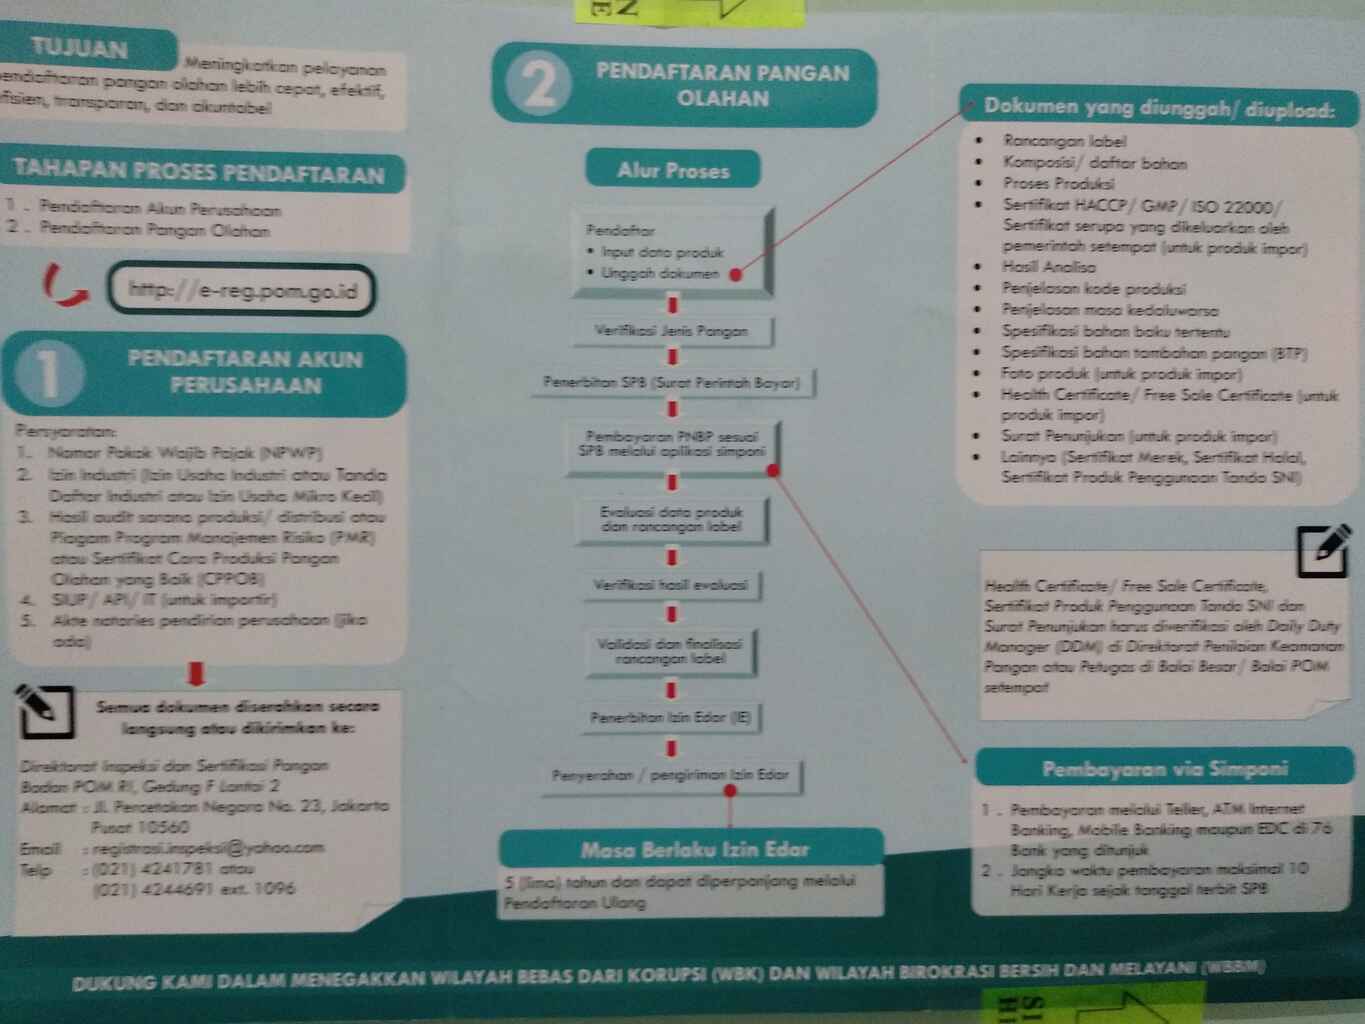 TUJUAN
Meningkatkan pelayanan
pendaftaran pangan olahan lebih cepat, efektif,
efisien, transparan, dan akuntabel
TAHAPAN PROSES PENDAFTARAN
1 . Pendaftaran Akun Perusahaan
2 . Pendaftaran Pangan Olahan
http://e-reg.pom.go.id
1
PENDAFTARAN AKUN
PERUSAHAAN
Persyaratan:
1. Nomor Pokok Wajib Pajak (NPWP)
2. Izin Industri (Izin Usaha Industri atau Tanda
Daftar Industri atau Izin Usaha Mikro Kecil)
3. Hasil audit sarana produksi/ distribusi atau
Piagam Program Manajemen Risiko (PMR)
atau Sertifikat Cara Produksi Pangan
Olahan yang Baik (CPPOB)
4. SIUP/ API/ IT (untuk importir)
5. Akte notaries pendirian perusahaan (jika
ada)
Semua dokumen diserahkan secara
langsung atau dikirimkan ke:
Direktorat Inspeksi dan Sertifikasi Pangan
Badan POM RI, Gedung F Lantai 2
Alamat : Jl. Percetakan Negara No. 23, Jakarta
Pusat 10560
Email : registrasi.inspeksi@yahoo.com
Telp : (021) 4241781 atau
(021) 4244691 ext. 1096
2
PENDAFTARAN PANGAN
OLAHAN
Alur Proses
Pendaftar
• Input data produk
• Unggah dokumen
Verifikasi Jenis Pangan
Penerbitan SPB (Surat Perintah Bayar)
Pembayaran PNBP sesuai
SPB melalui aplikasi simponi
Evaluasi data produk
dan rancangan label
Verifikasi hasil evaluasi
Validasi dan finalisasi
rancangan label
Penerbitan Izin Edar (IE)
Penyerahan / pengiriman Izin Edar
Masa Berlaku Izin Edar
5 (lima) tahun dan dapat diperpanjang melalui
Pendaftaran Ulang
Dokumen yang diunggah/ diupload:
• Rancangan label
• Komposisi/ daftar bahan
• Proses Produksi
• Sertifikat HACCP/ GMP/ ISO 22000/
Sertifikat serupa yang dikeluarkan oleh
pemerintah setempat (untuk produk impor)
• Hasil Analisa
• Penjelasan kode produksi
• Penjelasan masa kedaluwarsa
• Spesifikasi bahan baku tertentu
• Spesifikasi bahan tambahan pangan (BTP)
• Foto produk (untuk produk impor)
• Health Certificate/ Free Sale Certificate (untuk
produk impor)
• Surat Penunjukan (untuk produk impor)
• Lainnya (Sertifikat Merek, Sertifikat Halal,
Sertifikat Produk Penggunaan Tanda SNI)
Health Certificate/ Free Sale Certificate,
Sertifikat Produk Penggunaan Tanda SNI dan
Surat Penunjukan harus diverifikasi oleh Daily Duty
Manager (DDM) di Direktorat Penilaian Keamanan
Pangan atau Petugas di Balai Besar/ Balai POM
setempat
Pembayaran via Simponi
1 . Pembayaran melalui Teller, ATM Internet
Banking, Mobile Banking maupun EDC di 76
Bank yang ditunjuk
2 . Jangka waktu pembayaran maksimal 10
Hari Kerja sejak tanggal terbit SPB
DUKUNG KAMI DALAM MENEGAKKAN WILAYAH BEBAS DARI KORUPSI (WBK) DAN WILAYAH BIROKRASI BERSIH DAN MELAYANI (WBBM)